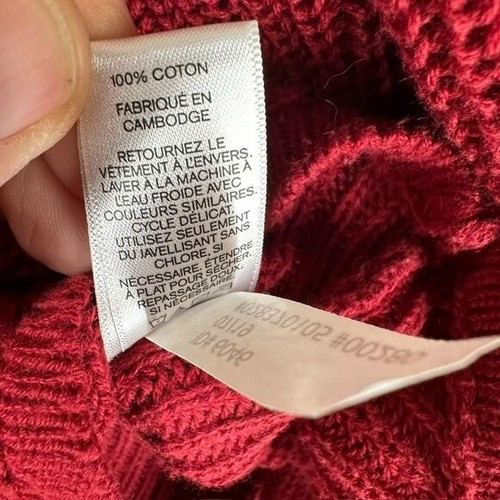 100% COTON
FABRIQUÉ EN
CAMBODGE
RETOURNEZ LE
VÊTEMENT À L'ENVERS.
LAVER A LA MACHINE À
L'EAU FROIDE AVEC
COULEURS SIMILAIRES.
CYCLE DÉLICAT.
UTILISEZ SEULEMENT
DU JAVELLISANT SANS
CHLORE, SI
NÉCESSAIRE. ÉTENDRE
À PLAT POUR SÉCHER.
REPASSAGE DOUX,
SI NÉCESSAIRE